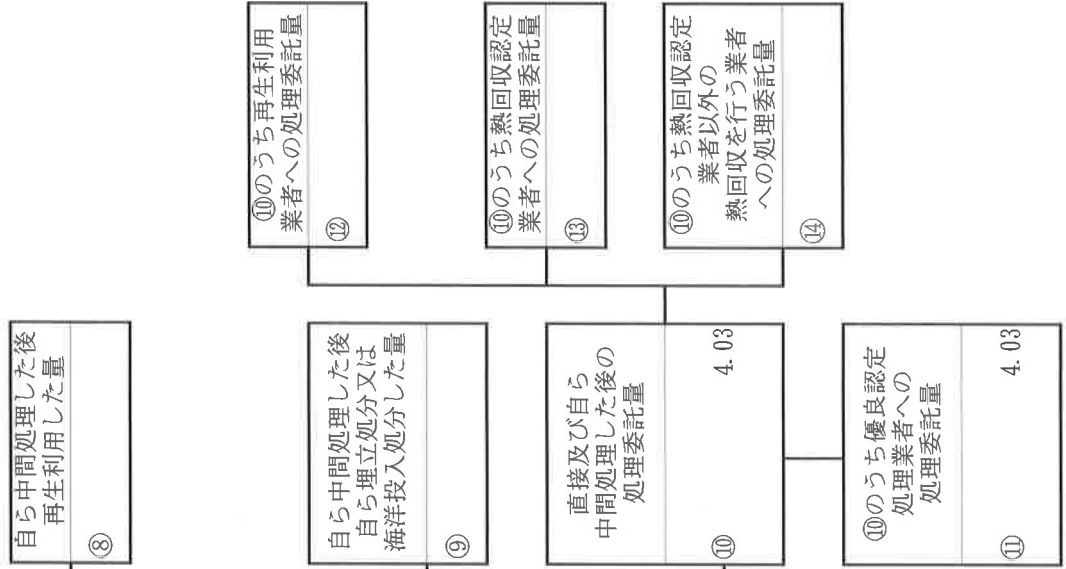 自ら中間処理した後
再生利用した量
⑧
自ら中間処理した後
自ら埋立処分又は
海洋投入処分した量
⑨
直接及び自ら
中間処理した後の
処理委託量
⑩ 4.03
⑩のうち優良認定
処理業者への
処理委託量
⑪ 4.03
⑩のうち再生利用
業者への処理委託量
⑫
⑩のうち熱回収認定
業者への処理委託量
⑬
⑩のうち熱回収認定
業者以外の
熱回収を行う業者
への処理委託量
⑭